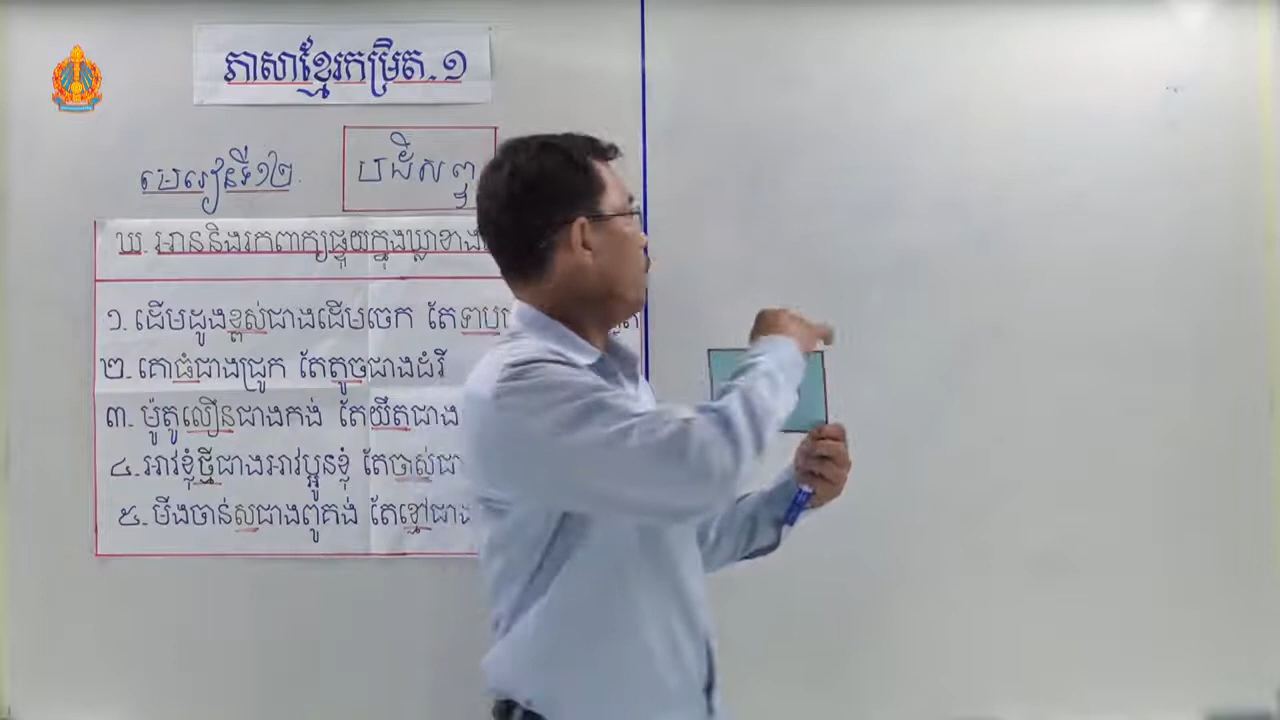 ភាសាខ្មែរកម្រិត.១
មេរៀនទី១២.
បដិសព្ទ
ឃ. អាននិងរកពាក្យផ្ទុយក្នុងឃ្លាខាង
១. ដើមដូងខ្ពស់ជាងដើមចេក តែទាប
២. គោធំជាងជ្រូក តែតូចជាងដំរី
៣. ម៉ូតូលឿនជាងកង់ តែយឺតជាង
៤. អាវខ្ញុំថ្មីជាងអាវប្អូនខ្ញុំ តែចាស់ជា
៥. មីងចាន់សជាងពូគង់ តែខ្មៅជាង